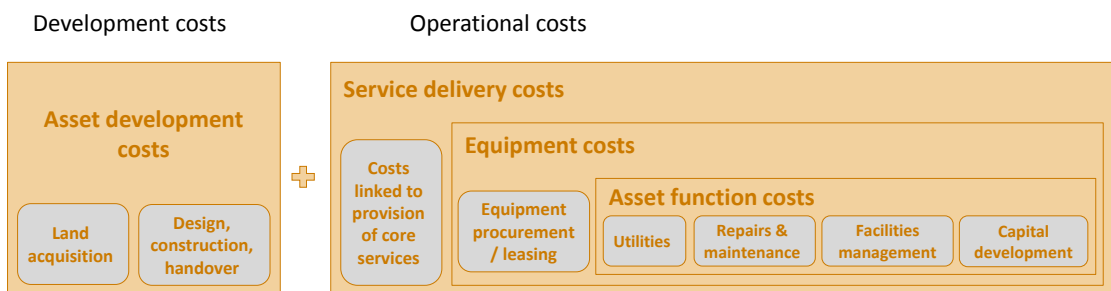 Development costs
Operational costs
Asset development
costs
Land
acquisition
Design,
construction,
handover
Service delivery costs
Costs
linked to
provision
of core
services
Equipment costs
Equipment
procurement
/ leasing
Asset function costs
Utilities
Repairs &
maintenance
Facilities
management
Capital
development